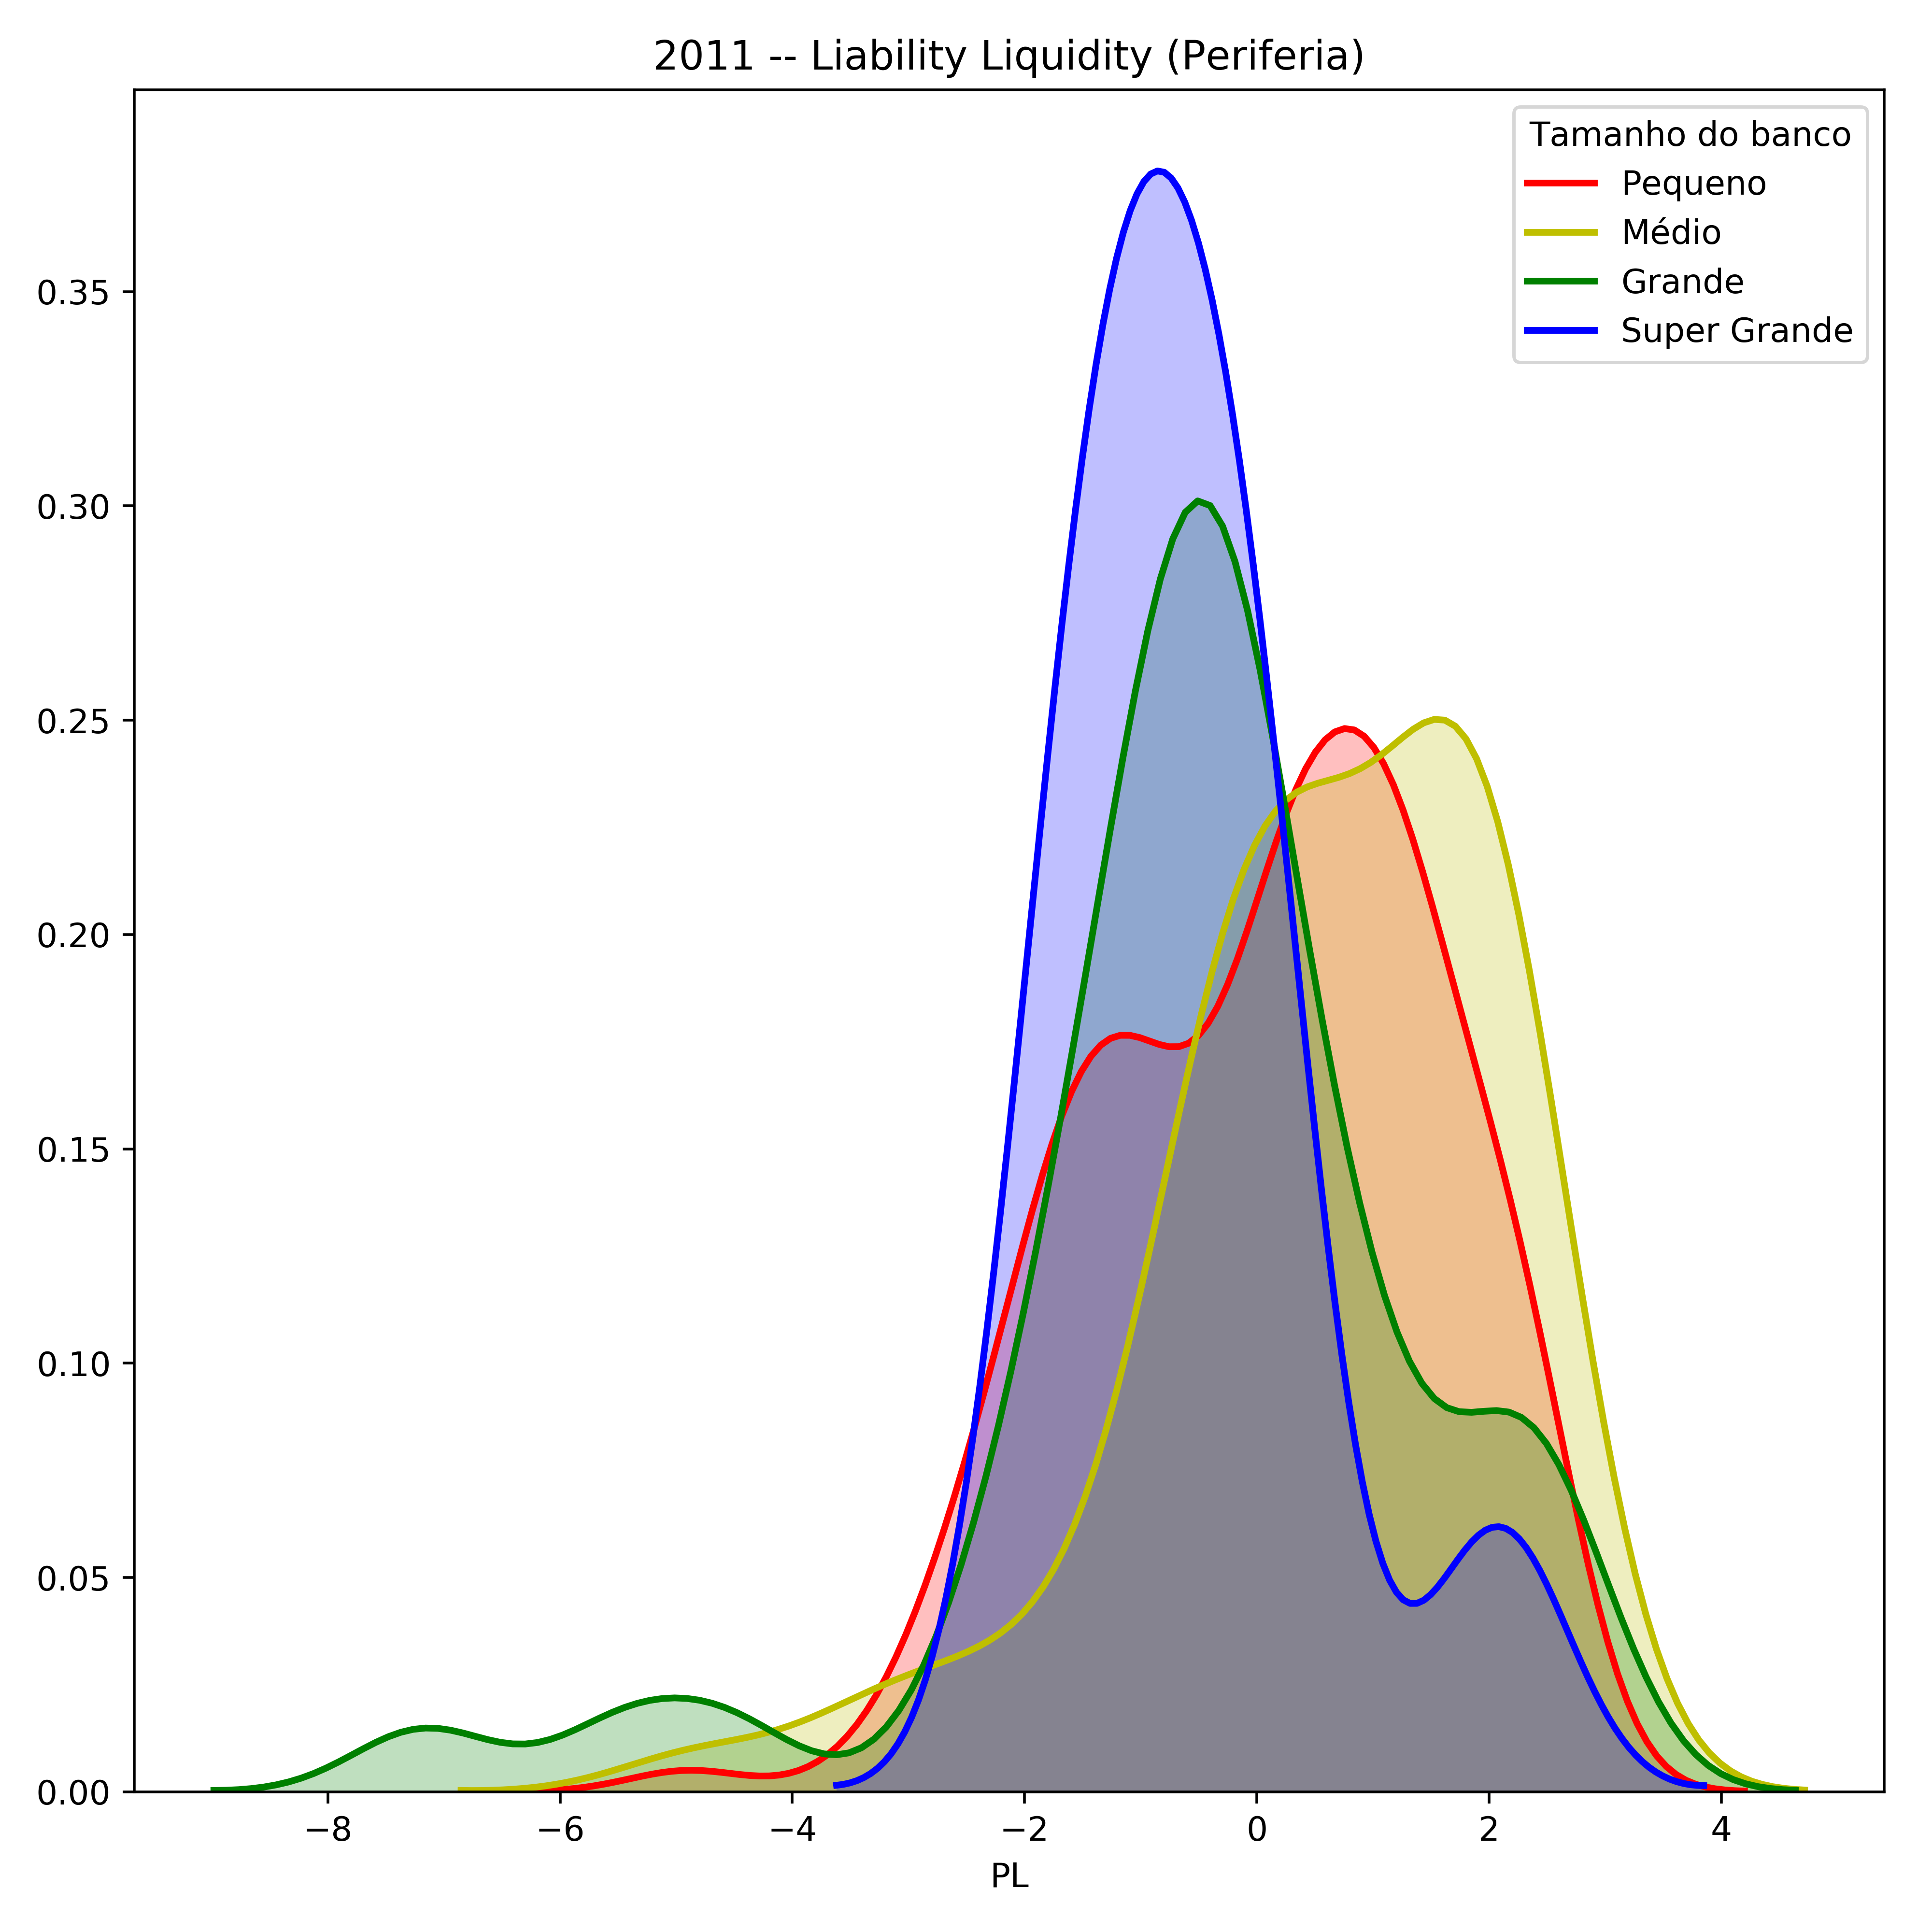 2011 -- Liability Liquidity (Periferia)
Tamanho do banco
Pequeno
Médio
Grande
Super Grande
0.35
0.30
0.25
0.20
0.15
0.10
0.05
0.00
−8 −6 −4 −2 0 2 4
PL